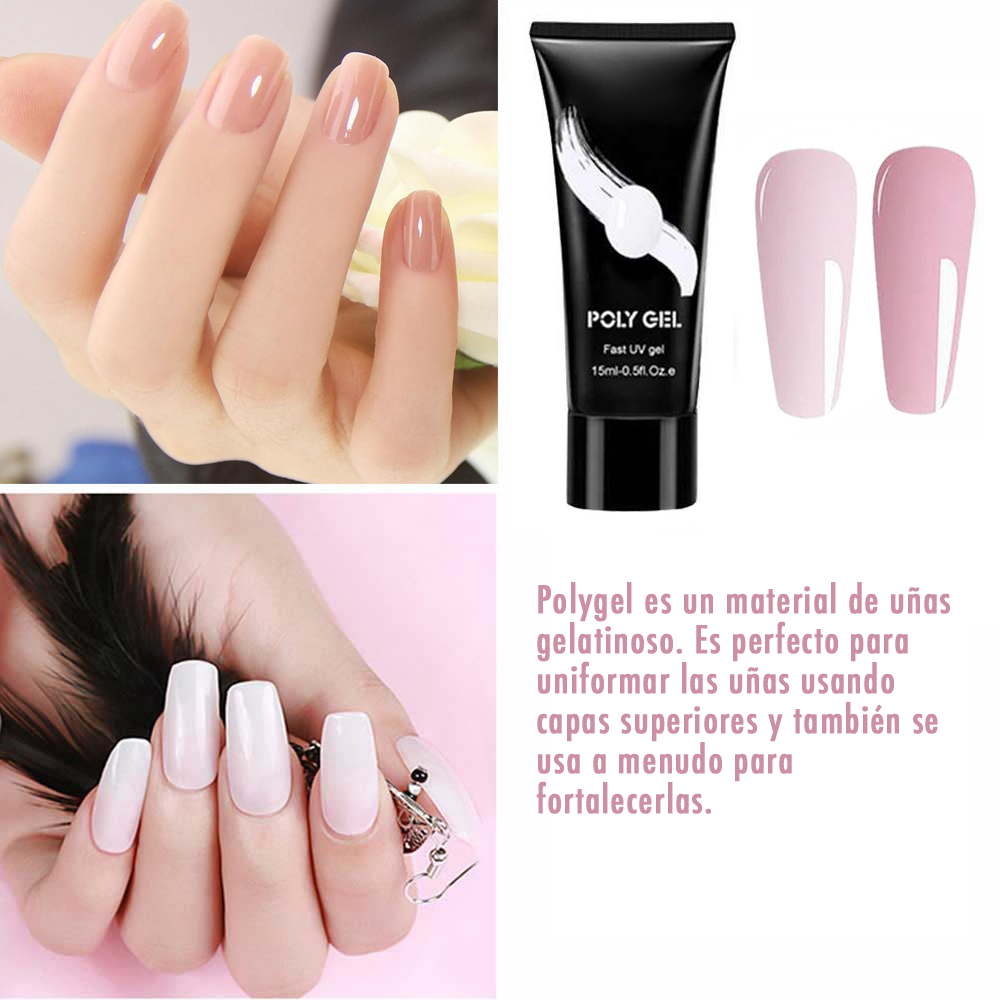 POLY GEL
Fast UV gel
15ml-0.5fl.Oz.e
Polygel es un material de uñas
gelatinoso. Es perfecto para
uniformar las uñas usando
capas superiores y también se
usa a menudo para
fortalecerlas.